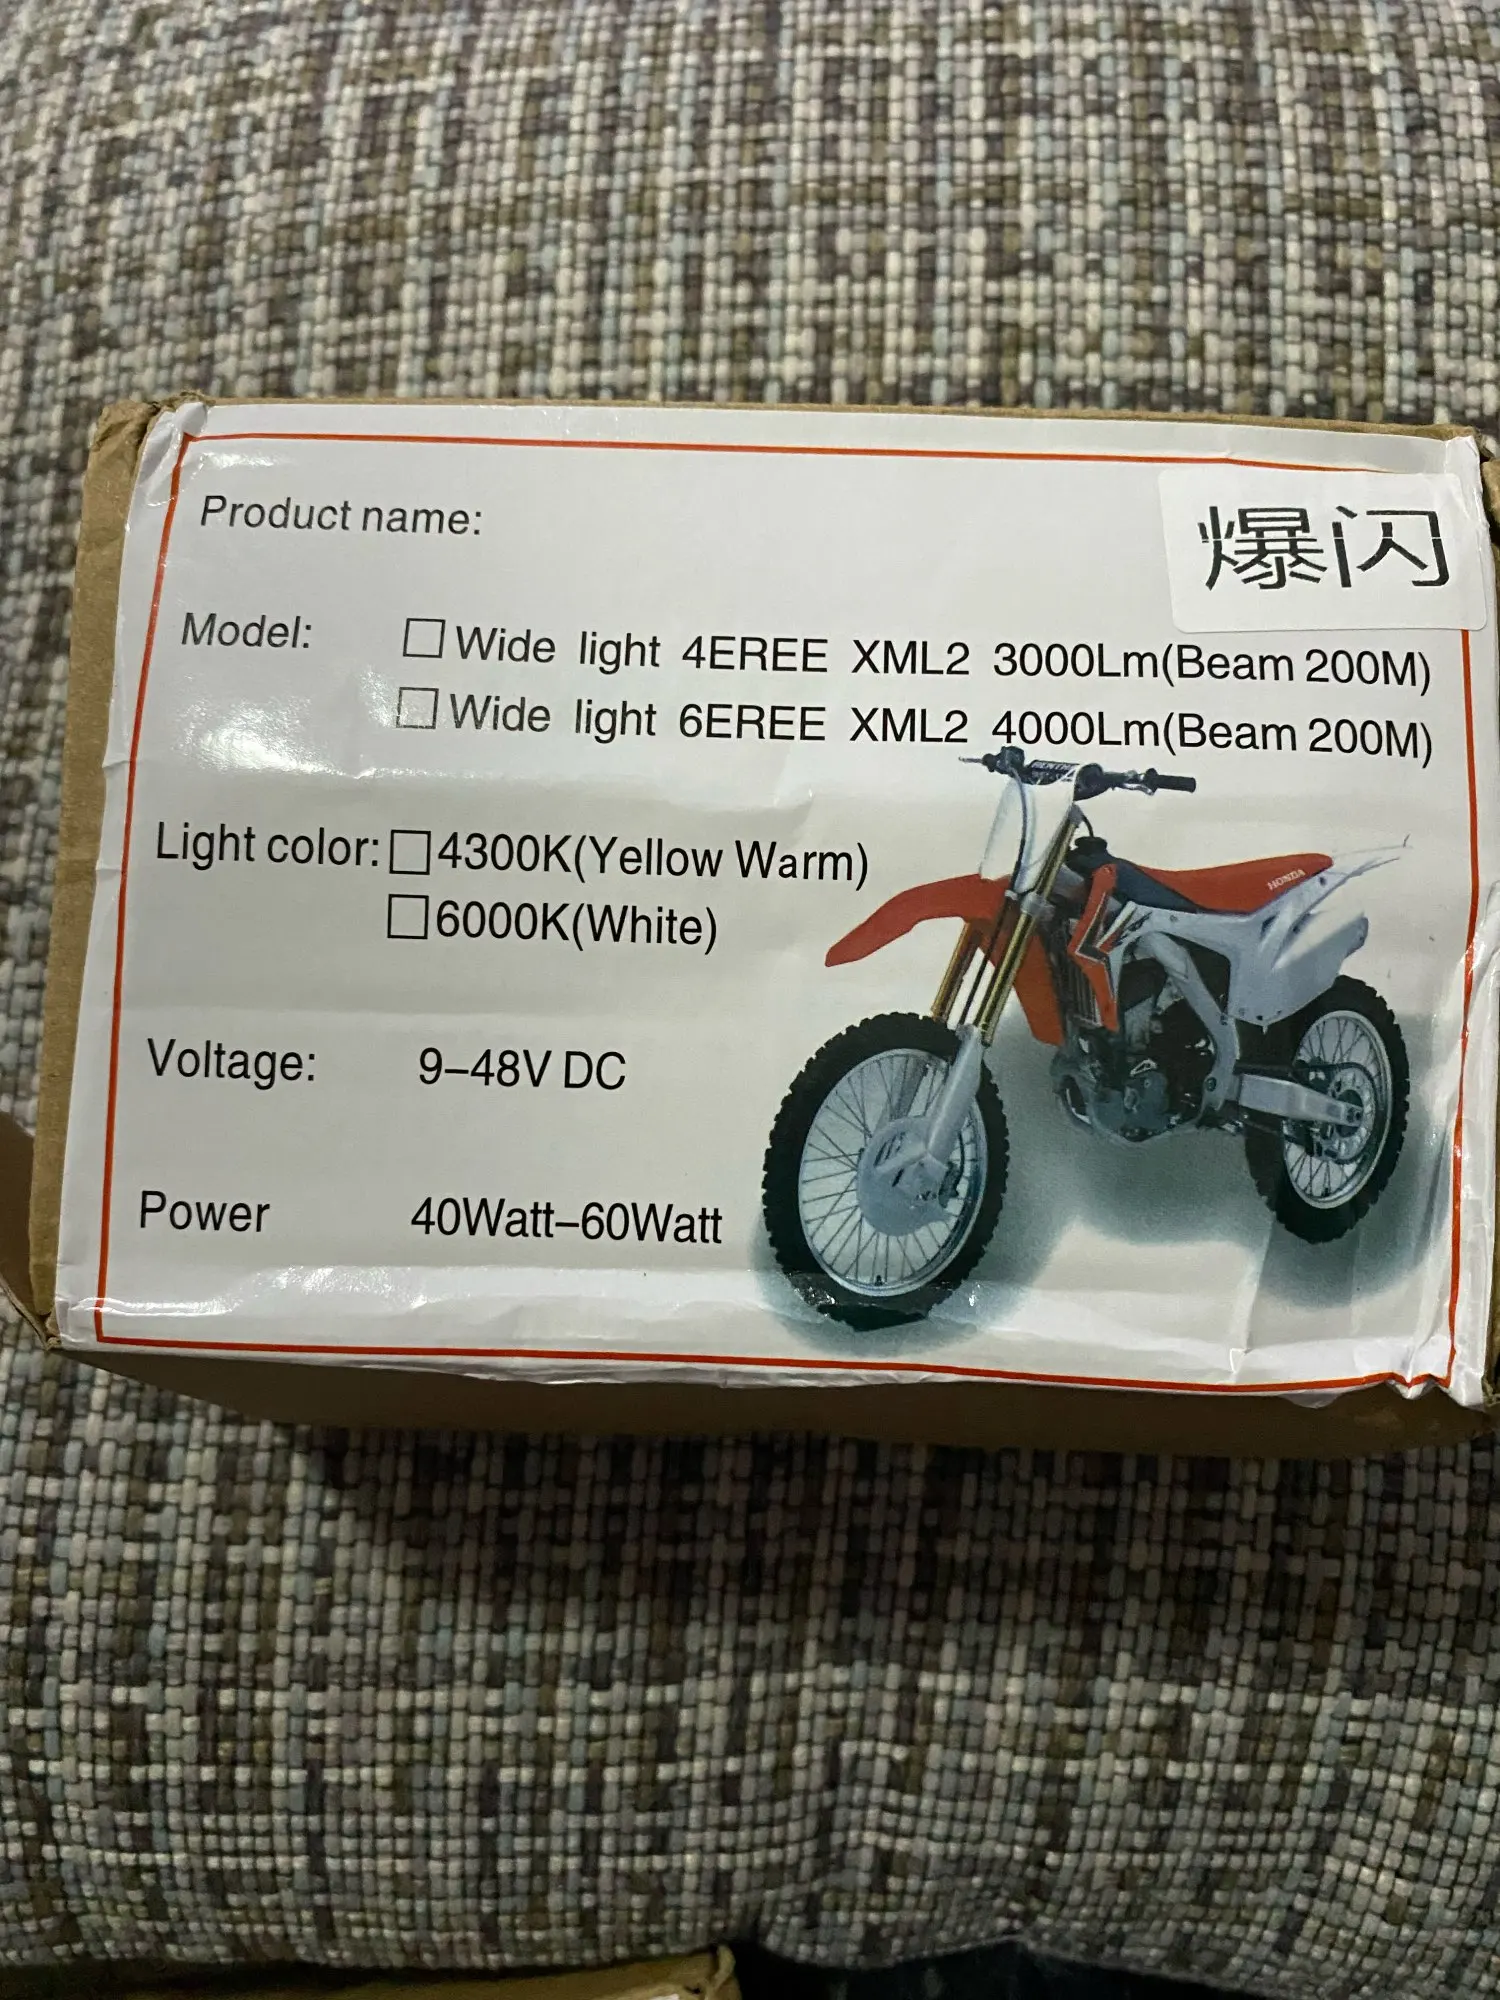 Product name:
爆闪
Model: □ Wide light 4EREE XML2 3000Lm(Beam 200M)
□ Wide light 6EREE XML2 4000Lm(Beam 200M)
Light color: □ 4300K(Yellow Warm)
□ 6000K(White)
HONDA
Voltage: 9–48V DC
Power 40Watt–60Watt